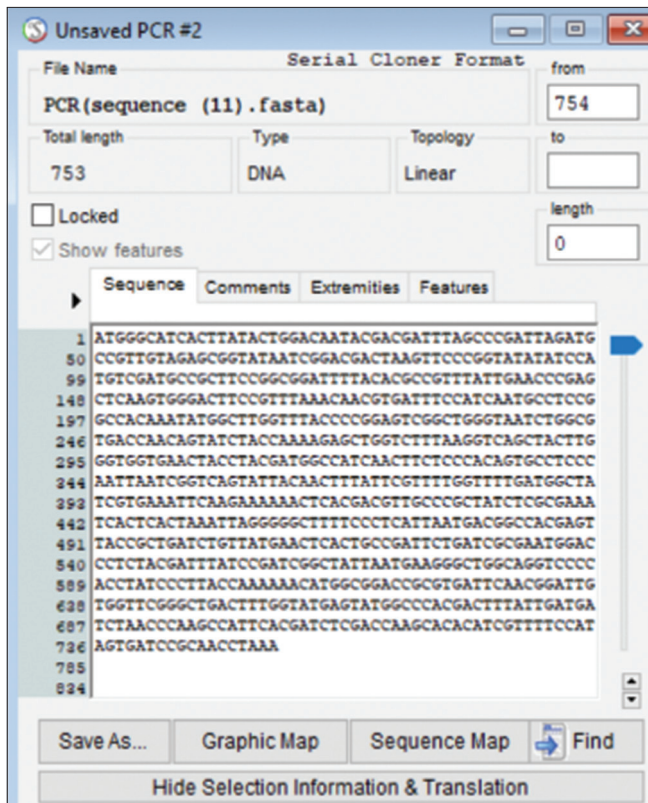 Unsaved PCR #2
Serial Cloner Format
File Name
from
PCR(sequence (11).fasta)
754
Total length
Type
Topology
to
753
DNA
Linear
Locked
length
Show features
0
Sequence
Comments
Extremities
Features
1 ATGGGCATCACTTATACTGGACAATACGACGATTTAGCCCGATTAGATG
50 CCGTTGTAGAGCGGTATAATCGGACGACTAAGTTCCCGGTATATATCCA
99 TGTCGATGCCGCTTCCGGCGGATTTTACACGCCGTTTATTGAACCCGAG
148 CTCAAGTGGGACTTCCGTTTAAACAACGTGATTTCCATCAATGCCTCCG
197 GCCACAAATATGGCTTGGTTTACCCCGGAGTCGGCTGGGTAATCTGGCG
246 TGACCAACAGTATCTACCAAAAGAGCTGGTCTTTAAGGTCAGCTACTTG
295 GGTGGTGAACTACCTACGATGGCCATCAACTTCTCCCACAGTGCCTCCC
344 AATTAATCGGTCAGTATTACAACTTTATTCGTTTTGGTTTTGATGGCTA
393 TCGTGAAATTCAAGAAAAAACTCACGACGTTGCCCGCTATCTCGCGAAA
442 TCACTCACTAAATTAGGGGGCTTTTCCCTCATTAATGACGGCCACGAGT
491 TACCGCTGATCTGTTATGAACTCACTGCCGATTCTGATCGCGAATGGAC
540 CCTCTACGATTTATCCGATCGGCTATTAATGAAGGGCTGGCAGGTCCCC
589 ACCTATCCCTTACCAAAAAACATGGCGGACCGCGTGATTCAACGGATTG
638 TGGTTCGGGCTGACTTTGGTATGAGTATGGCCCACGACTTTATTGATGA
687 TCTAACCCAAGCCATTCACGATCTCGACCAAGCACACATCGTTTTCCAT
736 AGTGATCCGCAACCTAAA
785
834
Save As...
Graphic Map
Sequence Map
Find
Hide Selection Information & Translation